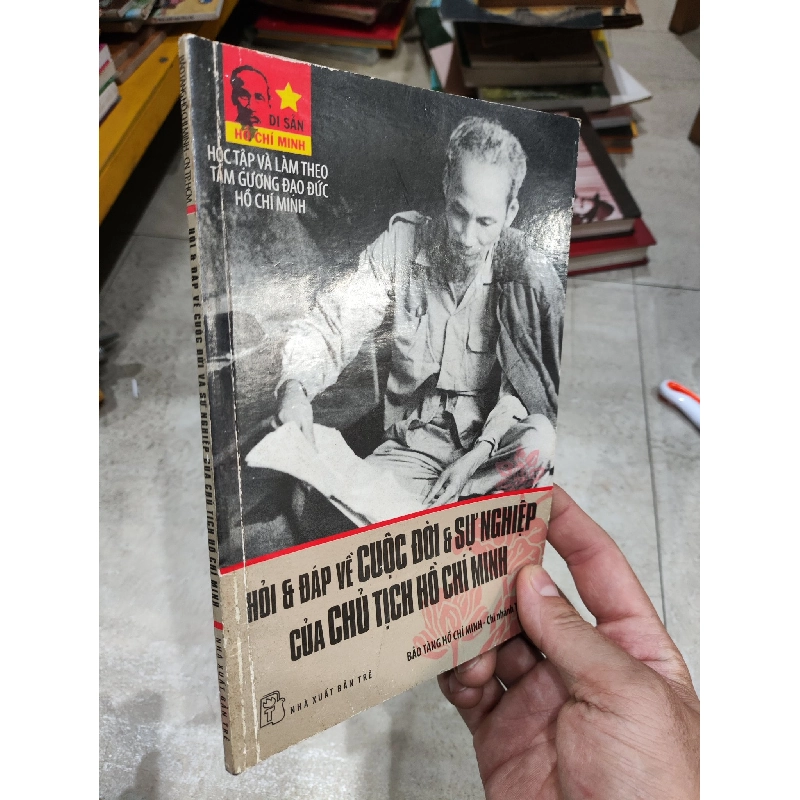 DI SẢN
HỒ CHÍ MINH
HỌC TẬP VÀ LÀM THEO
TẤM GƯƠNG ĐẠO ĐỨC
HỒ CHÍ MINH
HỎI & ĐÁP VỀ CUỘC ĐỜI & SỰ NGHIỆP
CỦA CHỦ TỊCH HỒ CHÍ MINH
BẢO TÀNG HỒ CHÍ MINH - Chi nhánh
NHÀ XUẤT BẢN TRẺ
HỎI & ĐÁP VỀ CUỘC ĐỜI VÀ SỰ NGHIỆP CỦA CHỦ TỊCH HỒ CHÍ MINH
NHÀ XUẤT BẢN TRẺ